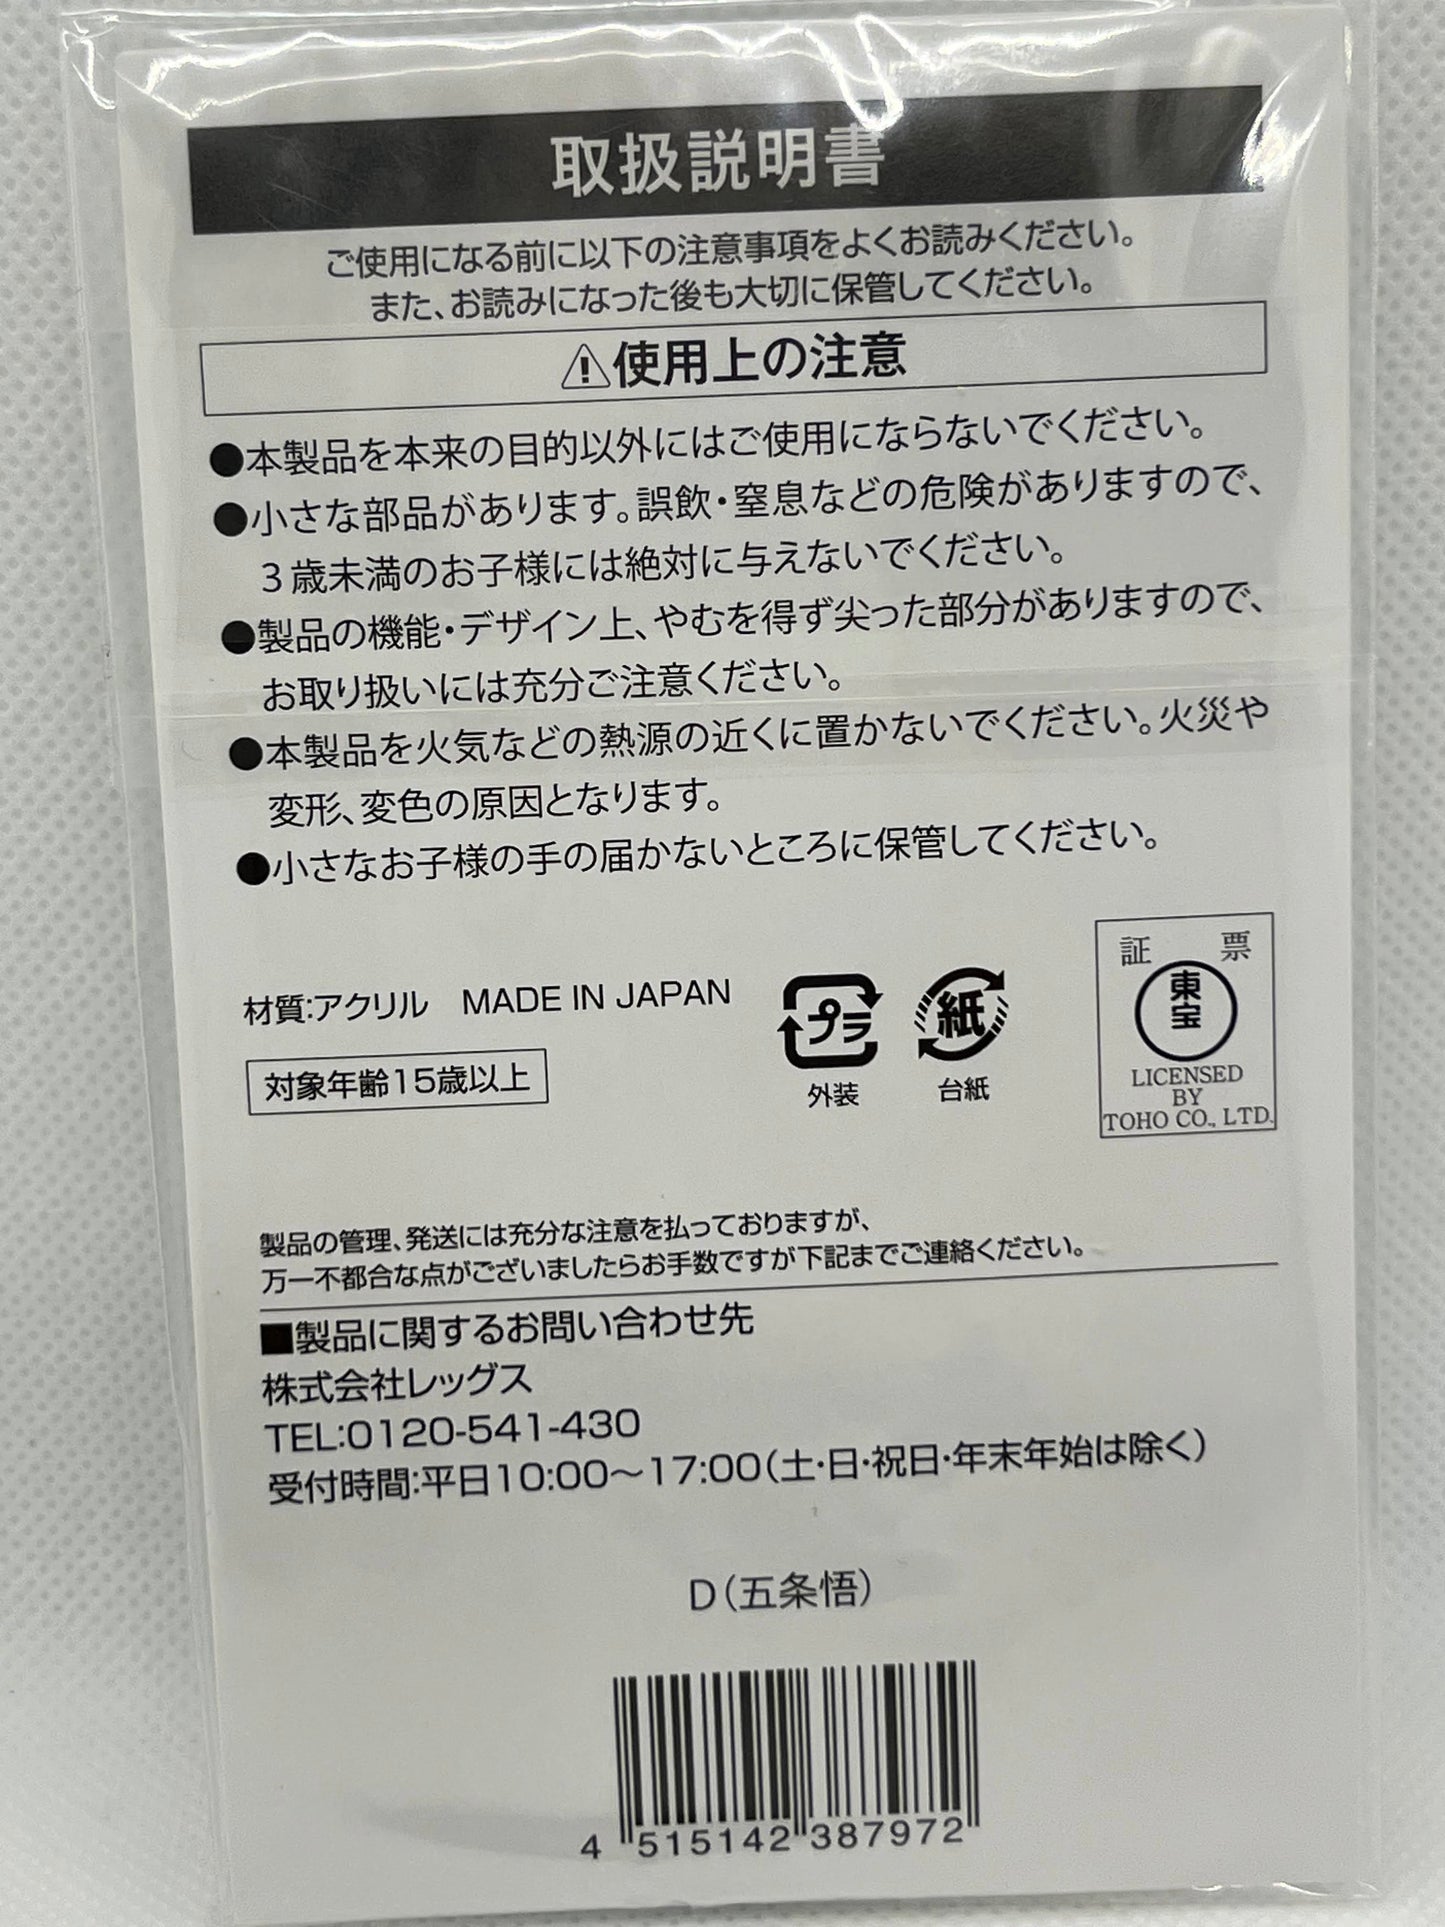 取扱説明書
ご使用になる前に以下の注意事項をよくお読みください。
また、お読みになった後も大切に保管してください。
使用上の注意
●本製品を本来の目的以外にはご使用にならないでください。
●小さな部品があります。誤飲・窒息などの危険がありますので、
3歳未満のお子様には絶対に与えないでください。
●製品の機能・デザイン上、やむを得ず尖った部分がありますので、
お取り扱いには充分ご注意ください。
●本製品を火気などの熱源の近くに置かないでください。火災や
変形、変色の原因となります。
●小さなお子様の手の届かないところに保管してください。
材質:アクリル MADE IN JAPAN
対象年齢15歳以上
プラ
外装
紙
台紙
証 票
東宝
LICENSED
BY
TOHO CO., LTD.
製品の管理、発送には充分な注意を払っておりますが、
万一不都合な点がございましたらお手数ですが下記までご連絡ください。
■製品に関するお問い合わせ先
株式会社レッグス
TEL:0120-541-430
受付時間:平日10:00～17:00(土・日・祝日・年末年始は除く)
D(五条悟)
4 515142 387972